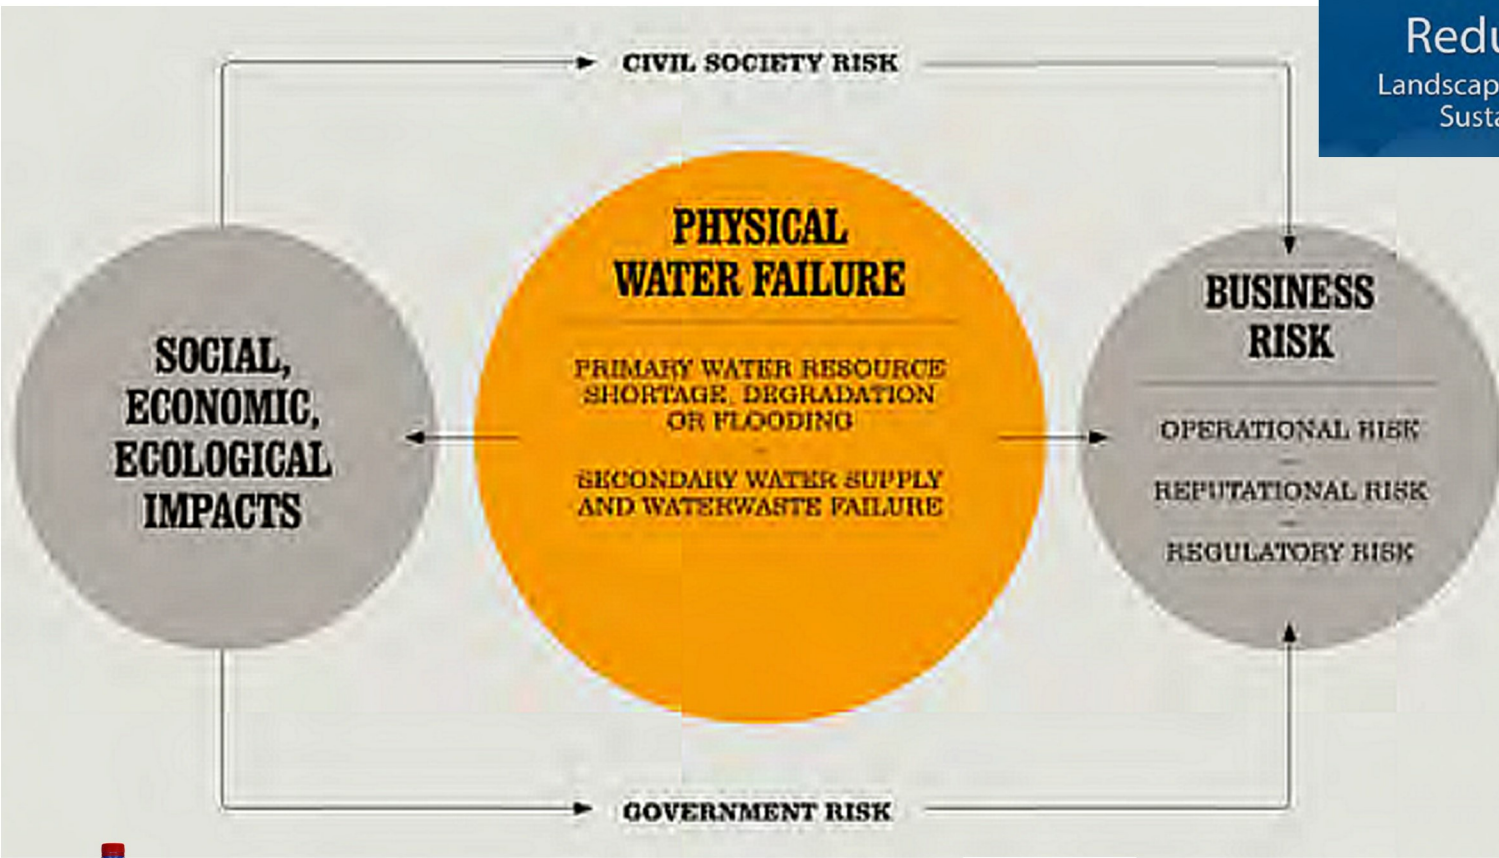 CIVIL SOCIETY RISK
Redu
Landscap
Susta
PHYSICAL
WATER FAILURE
PRIMARY WATER RESOURCE
SHORTAGE, DEGRADATION
OR FLOODING
SECONDARY WATER SUPPLY
AND WATERWASTE FAILURE
SOCIAL,
ECONOMIC,
ECOLOGICAL
IMPACTS
BUSINESS
RISK
OPERATIONAL RISK
REPUTATIONAL RISK
REGULATORY RISK
GOVERNMENT RISK